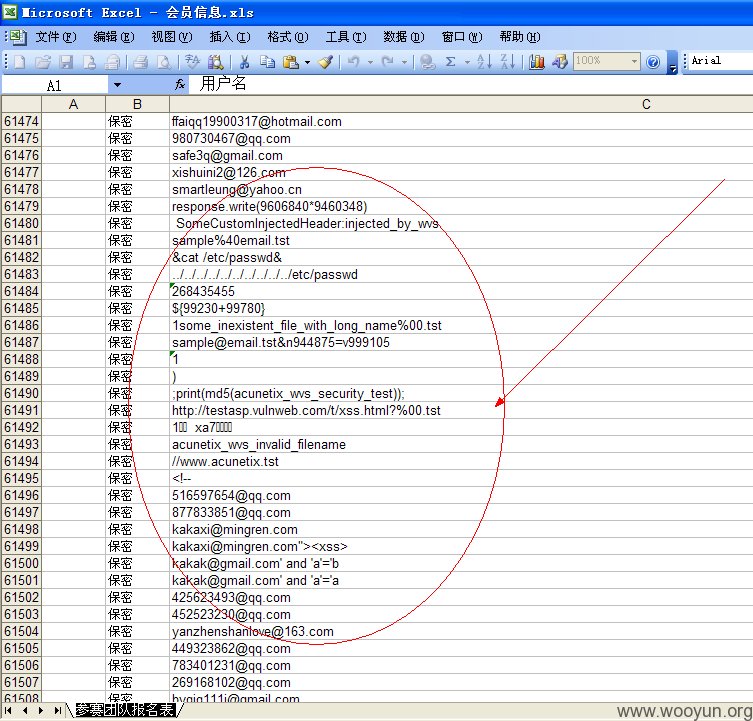 Microsoft Excel - 会员信息.xls
文件(F) 编辑(E) 视图(V) 插入(I) 格式(O) 工具(T) 数据(D) 窗口(W) 帮助(H)
100% Arial
A1 fx 用户名
A B C
61474 保密 ffaiqq19900317@hotmail.com
61475 保密 980730467@qq.com
61476 保密 safe3q@gmail.com
61477 保密 xishuini2@126.com
61478 保密 smartleung@yahoo.cn
61479 保密 response.write(9606840*9460348)
61480 保密 SomeCustomInjectedHeader:injected_by_wvs
61481 保密 sample%40email.tst
61482 保密 &cat /etc/passwd&
61483 保密 ../../../../../../../../../../etc/passwd
61484 保密 268435455
61485 保密 ${99230+99780}
61486 保密 1some_inexistent_file_with_long_name%00.tst
61487 保密 sample@email.tst&n944875=v999105
61488 保密 1
61489 保密 )
61490 保密 ;print(md5(acunetix_wvs_security_test));
61491 保密 http://testasp.vulnweb.com/t/xss.html?%00.tst
61492 保密 1 xa7
61493 保密 acunetix_wvs_invalid_filename
61494 保密 //www.acunetix.tst
61495 保密 <!--
61496 保密 516597654@qq.com
61497 保密 877833851@qq.com
61498 保密 kakaxi@mingren.com
61499 保密 kakaxi@mingren.com"><xss>
61500 保密 kakak@gmail.com' and 'a'='b
61501 保密 kakak@gmail.com' and 'a'='a
61502 保密 425623493@qq.com
61503 保密 452523230@qq.com
61504 保密 yanzhenshanlove@163.com
61505 保密 449323862@qq.com
61506 保密 783401231@qq.com
61507 保密 269168102@qq.com
61508 保密
参赛团队报名表
www.wooyun.org